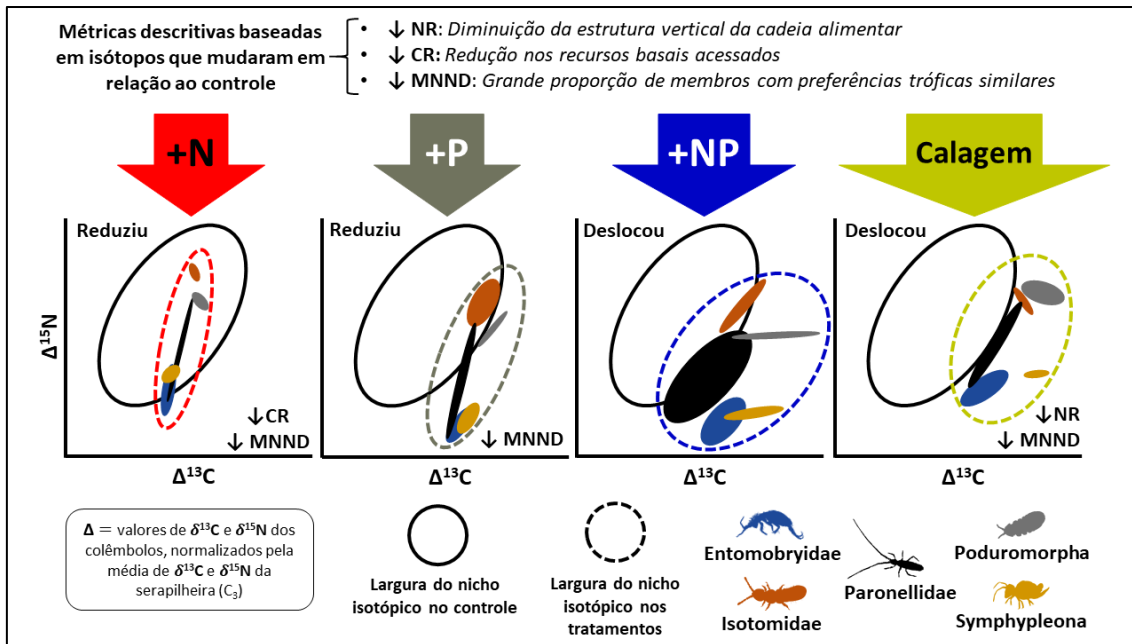 Métricas descritivas baseadas
em isótopos que mudaram em
relação ao controle
• ↓ NR: Diminuição da estrutura vertical da cadeia alimentar
• ↓ CR: Redução nos recursos basais acessados
• ↓ MNND: Grande proporção de membros com preferências tróficas similares
+N
+P
+NP
Calagem
Reduziu
Reduziu
Deslocou
Deslocou
Δ¹⁵N
↓CR
↓ MNND
↓ MNND
↓NR
↓ MNND
Δ¹³C
Δ¹³C
Δ¹³C
Δ¹³C
Δ = valores de δ¹³C e δ¹⁵N dos
colêmbolos, normalizados pela
média de δ¹³C e δ¹⁵N da
serapilheira (C₃)
Largura do nicho
isotópico no controle
Largura do nicho
isotópico nos
tratamentos
Entomobryidae
Isotomidae
Paronellidae
Poduromorpha
Symphypleona